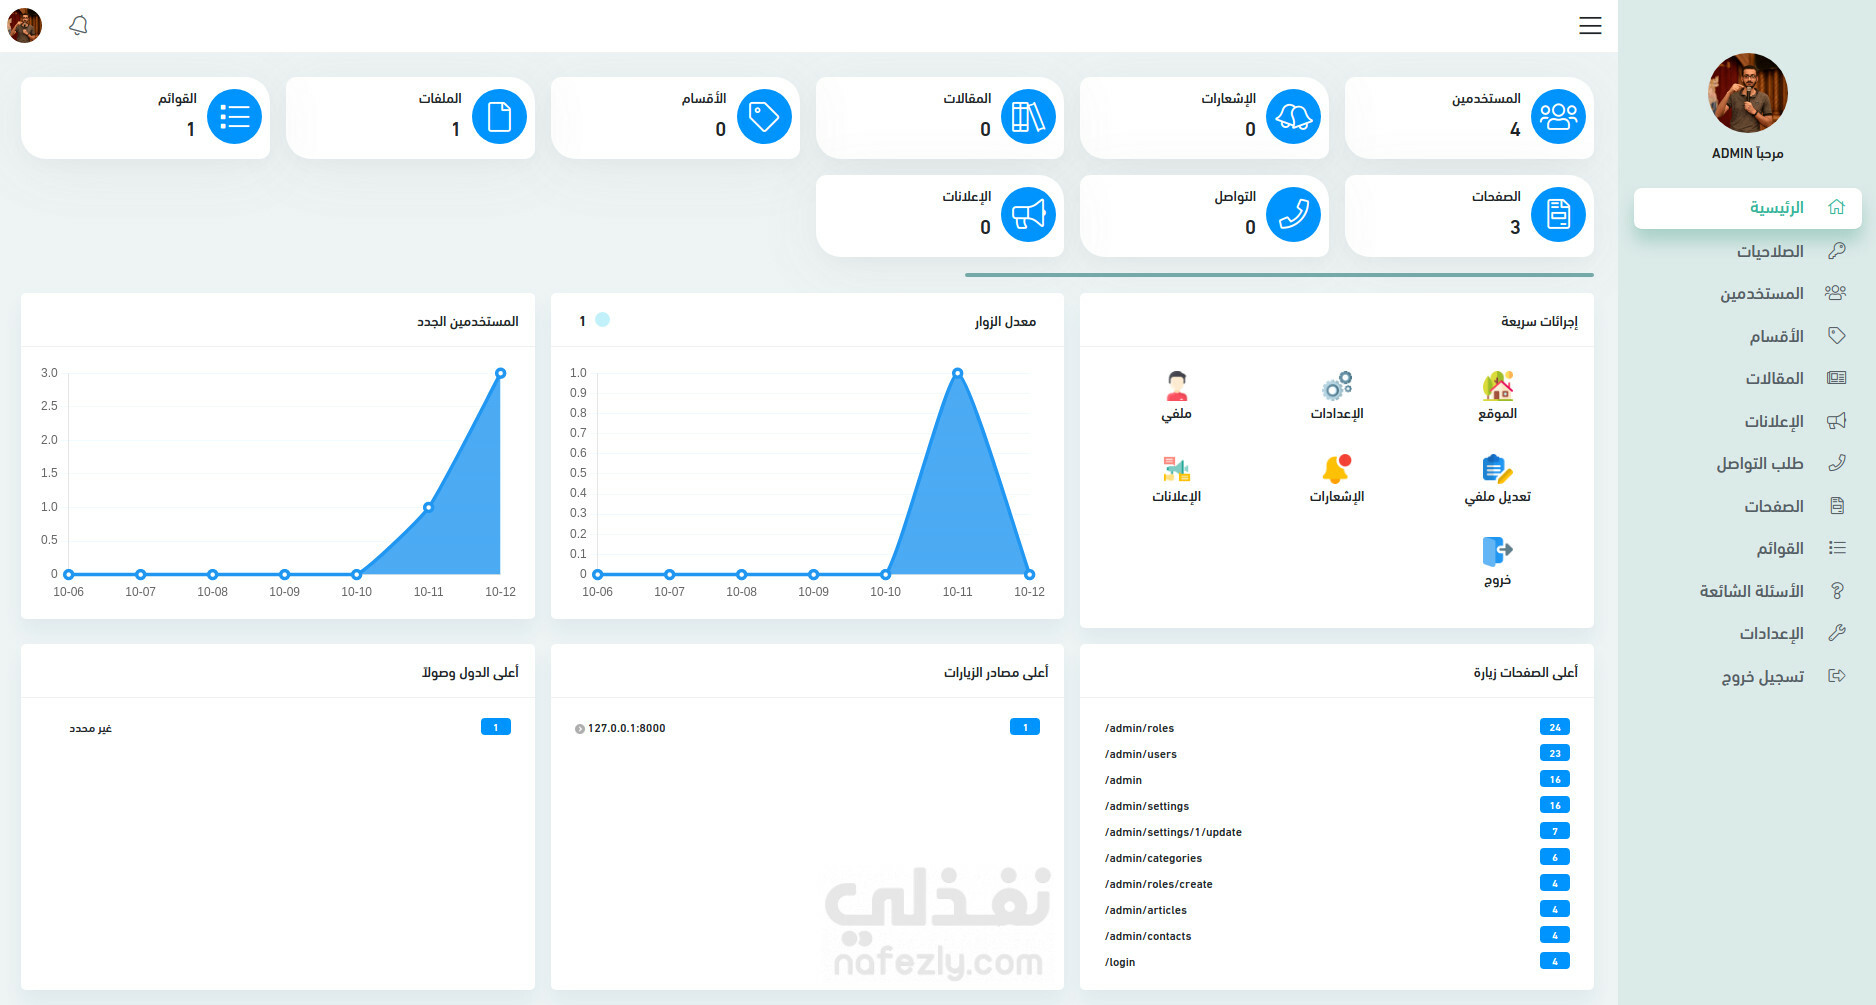 مرحباً ADMIN
الرئيسية
الصلاحيات
المستخدمين
الأقسام
المقالات
الإعلانات
طلب التواصل
الصفحات
القوائم
الأسئلة الشائعة
الإعدادات
تسجيل خروج
المستخدمين
4
الإشعارات
0
المقالات
0
الأقسام
0
الملفات
1
القوائم
1
الصفحات
3
التواصل
0
الإعلانات
0
إجرائات سريعة
الموقع
الإعدادات
ملفي
تعديل ملفي
الإشعارات
الإعلانات
خروج
معدل الزوار
1
1.0
0.9
0.8
0.7
0.6
0.5
0.4
0.3
0.2
0.1
0
10-06 10-07 10-08 10-09 10-10 10-11 10-12
المستخدمين الجدد
3.0
2.5
2.0
1.5
1.0
0.5
0
10-06 10-07 10-08 10-09 10-10 10-11 10-12
أعلى الصفحات زيارة
/admin/roles 24
/admin/users 23
/admin 16
/admin/settings 16
/admin/settings/1/update 7
/admin/categories 6
/admin/roles/create 4
/admin/articles 4
/admin/contacts 4
/login 4
أعلى مصادر الزيارات
127.0.0.1:8000 1
أعلى الدول وصولاً
غير محدد 1
نفذلي
nafezly.com